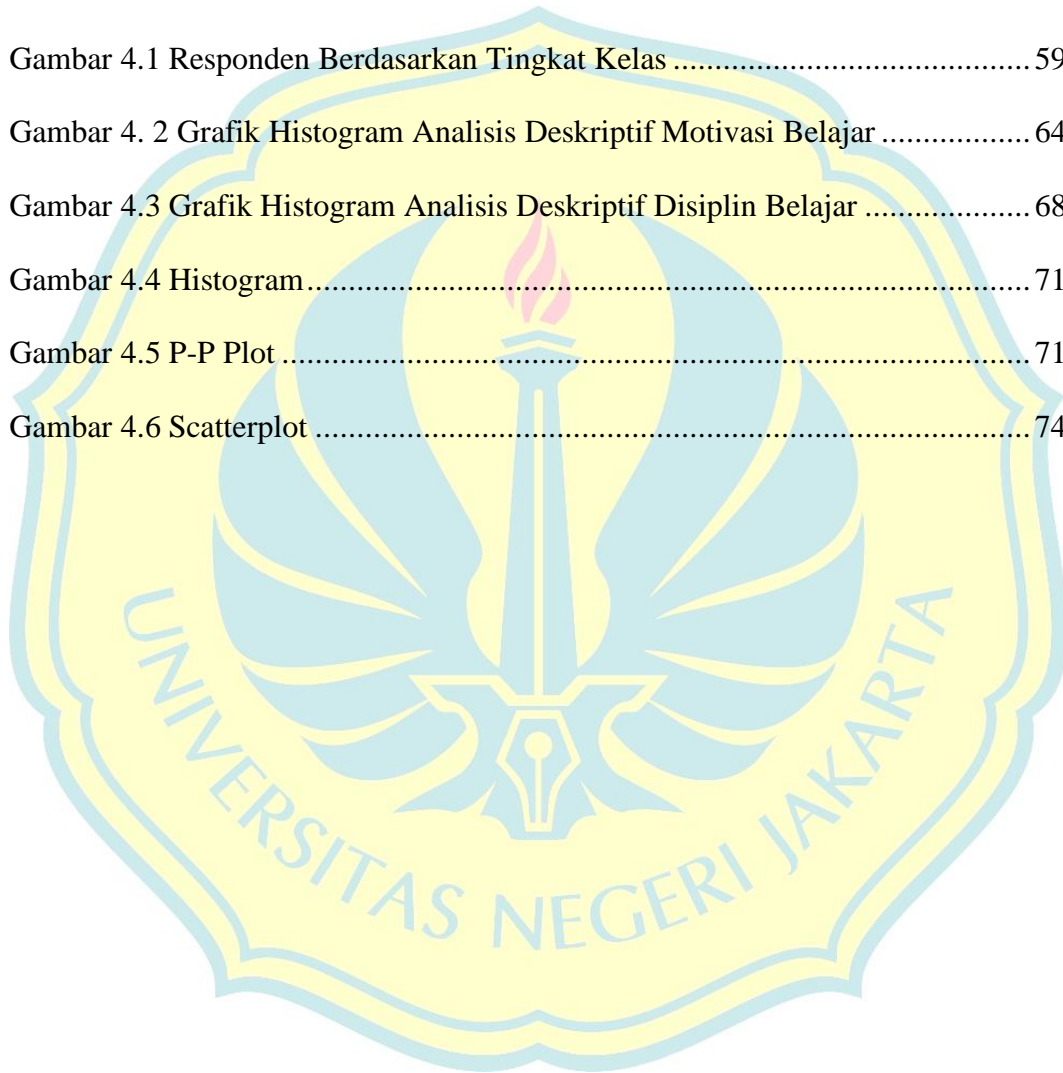 Gambar 4.1 Responden Berdasarkan Tingkat Kelas ........................................ 59
Gambar 4. 2 Grafik Histogram Analisis Deskriptif Motivasi Belajar ................. 64
Gambar 4.3 Grafik Histogram Analisis Deskriptif Disiplin Belajar ................... 68
Gambar 4.4 Histogram .................................................................................. 71
Gambar 4.5 P-P Plot ..................................................................................... 71
Gambar 4.6 Scatterplot ................................................................................. 74
UNIVERSITAS NEGERI JAKARTA